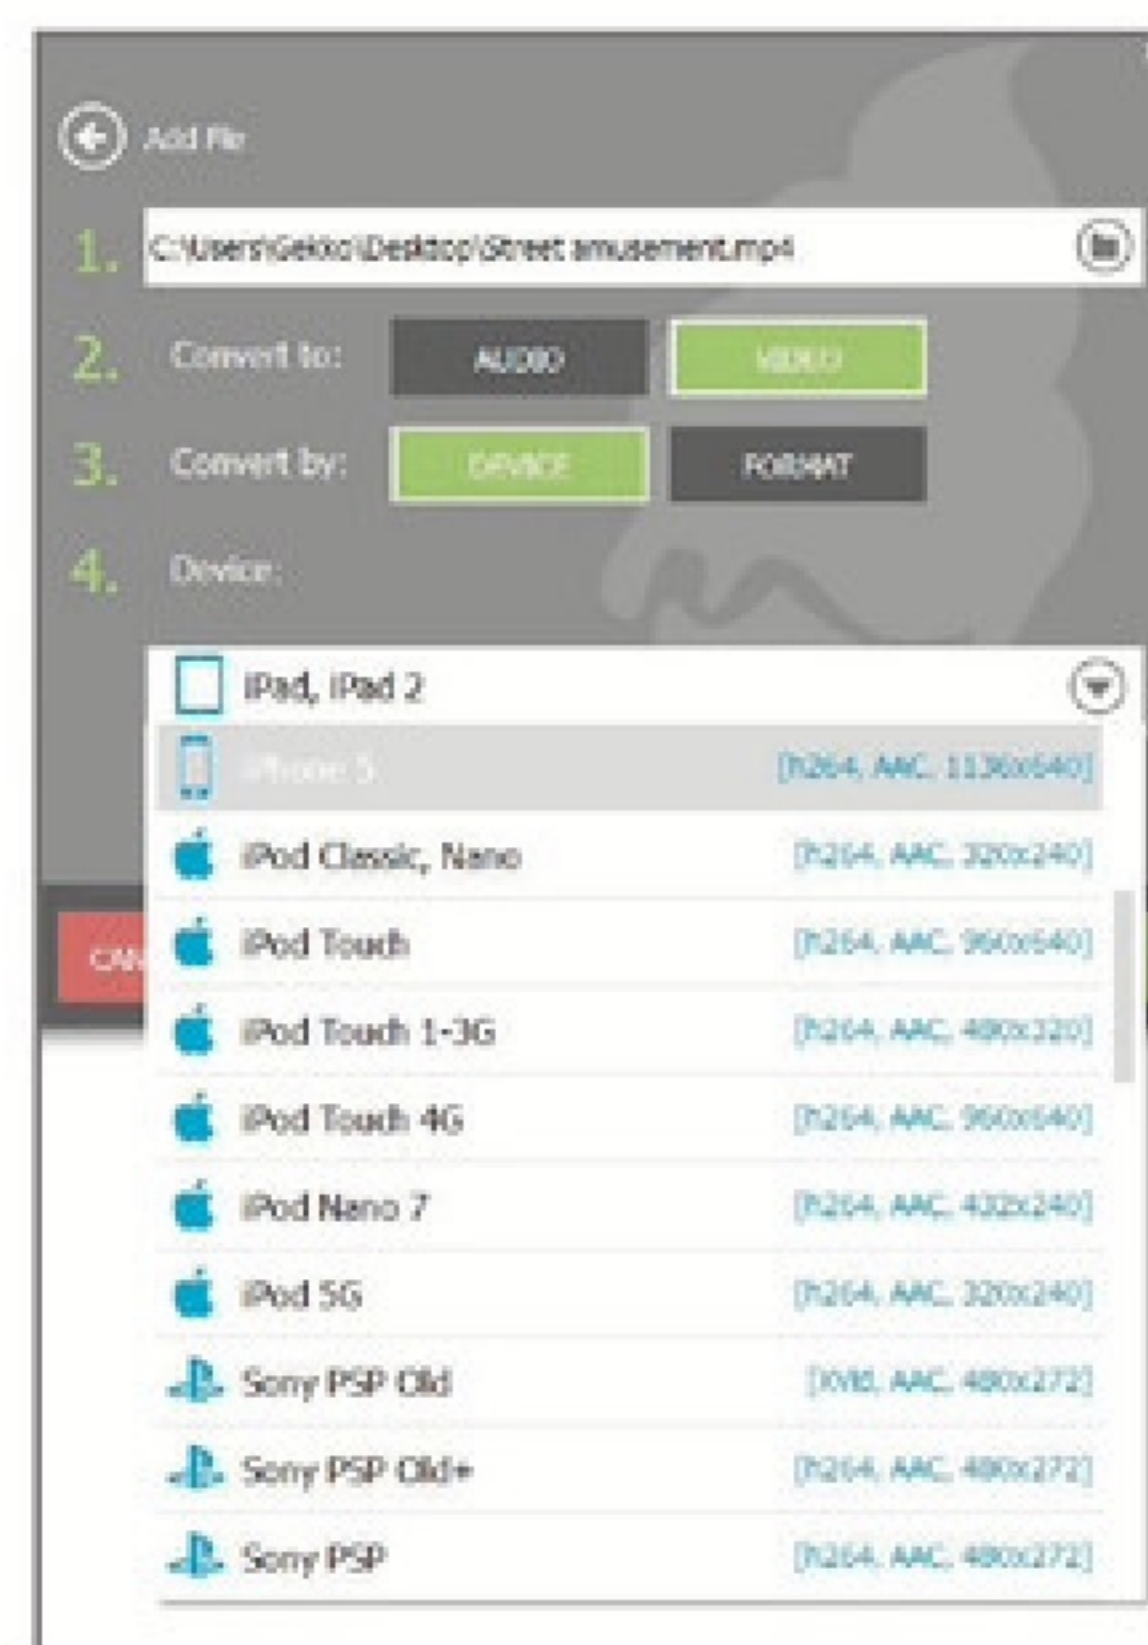 Add File
1. C:\Users\Gekko\Desktop\Street amusement.mp4
2. Convert to: AUDIO VIDEO
3. Convert by: DEVICE FORMAT
4. Device:
iPad, iPad 2
iPhone 5 [h264, AAC, 1136x640]
iPod Classic, Nano [h264, AAC, 320x240]
CAN
iPod Touch [h264, AAC, 960x640]
iPod Touch 1-3G [h264, AAC, 480x320]
iPod Touch 4G [h264, AAC, 960x640]
iPod Nano 7 [h264, AAC, 432x240]
iPod 5G [h264, AAC, 320x240]
Sony PSP Old [XVid, AAC, 480x272]
Sony PSP Old+ [h264, AAC, 480x272]
Sony PSP [h264, AAC, 480x272]